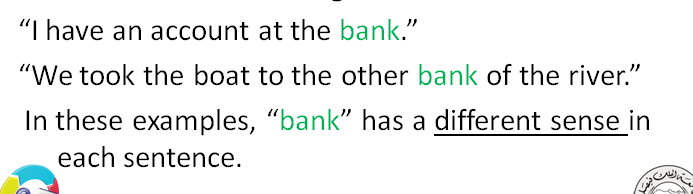 “I have an account at the bank.”
“We took the boat to the other bank of the river.”
In these examples, “bank” has a different sense in
each sentence.